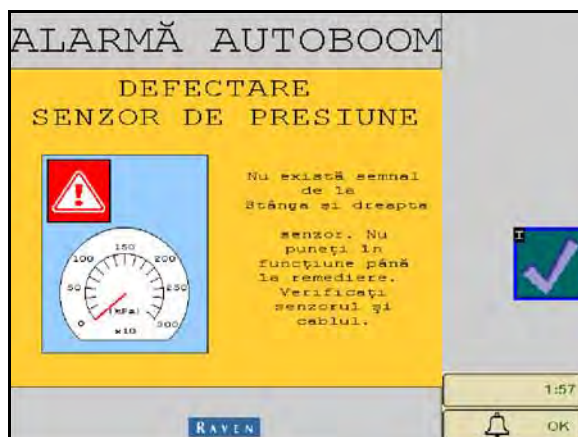 ALARMĂ AUTOBOOM
DEFECTARE
SENZOR DE PRESIUNE
Nu există semnal
de la
Stânga și dreapta
senzor. Nu
puneți în
funcțiune până
la remediere.
Verificați
senzorul și
cablul.
150
100
200
50
250
(kPa)
0
300
x10
I
1:57
RAVEN
OK